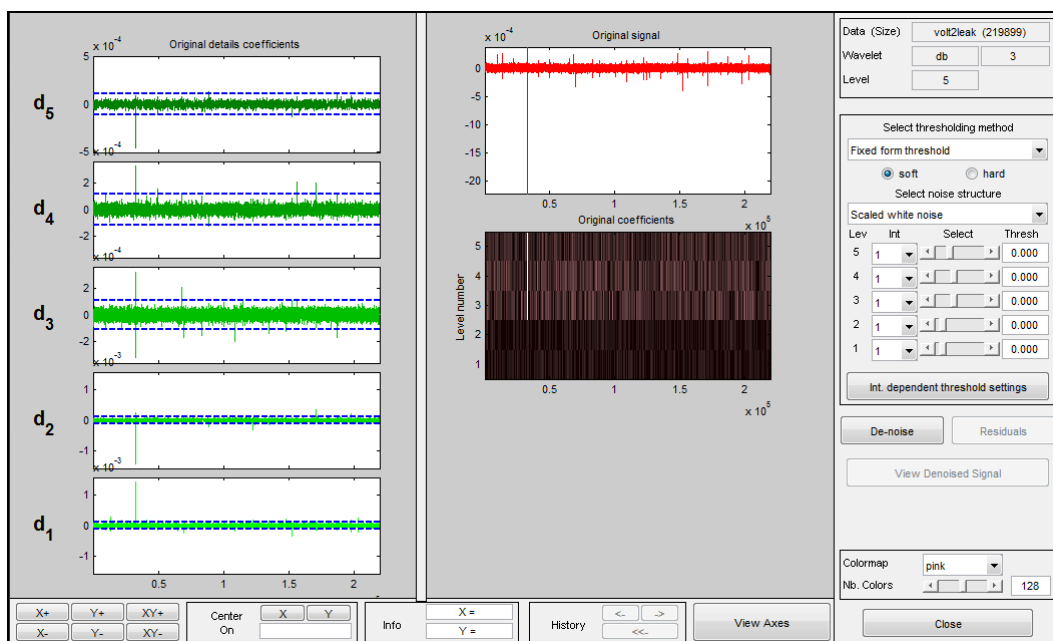 x 10^-4
Original details coefficients
5
d_5
0
-5
x 10^-4
2
d_4
0
-2
x 10^-4
2
d_3
0
-2
x 10^-3
1
d_2
0
-1
x 10^-3
1
d_1
0
-1
0.5
1
1.5
2
x 10^-4
Original signal
0
-5
-10
-15
-20
0.5
1
1.5
2
Original coefficients
x 10^5
Level number
5
4
3
2
1
0.5
1
1.5
2
x 10^5
Data (Size)
volt2leak (219899)
Wavelet
db
3
Level
5
Select thresholding method
Fixed form threshold
soft
hard
Select noise structure
Scaled white noise
Lev Int Select Thresh
5 1 0.000
4 1 0.000
3 1 0.000
2 1 0.000
1 1 0.000
Int. dependent threshold settings
De-noise
Residuals
View Denoised Signal
Colormap
pink
Nb. Colors
128
X+ Y+ XY+
X- Y- XY-
Center
On
X Y
Info
X =
Y =
History
<- ->
<<-
View Axes
Close